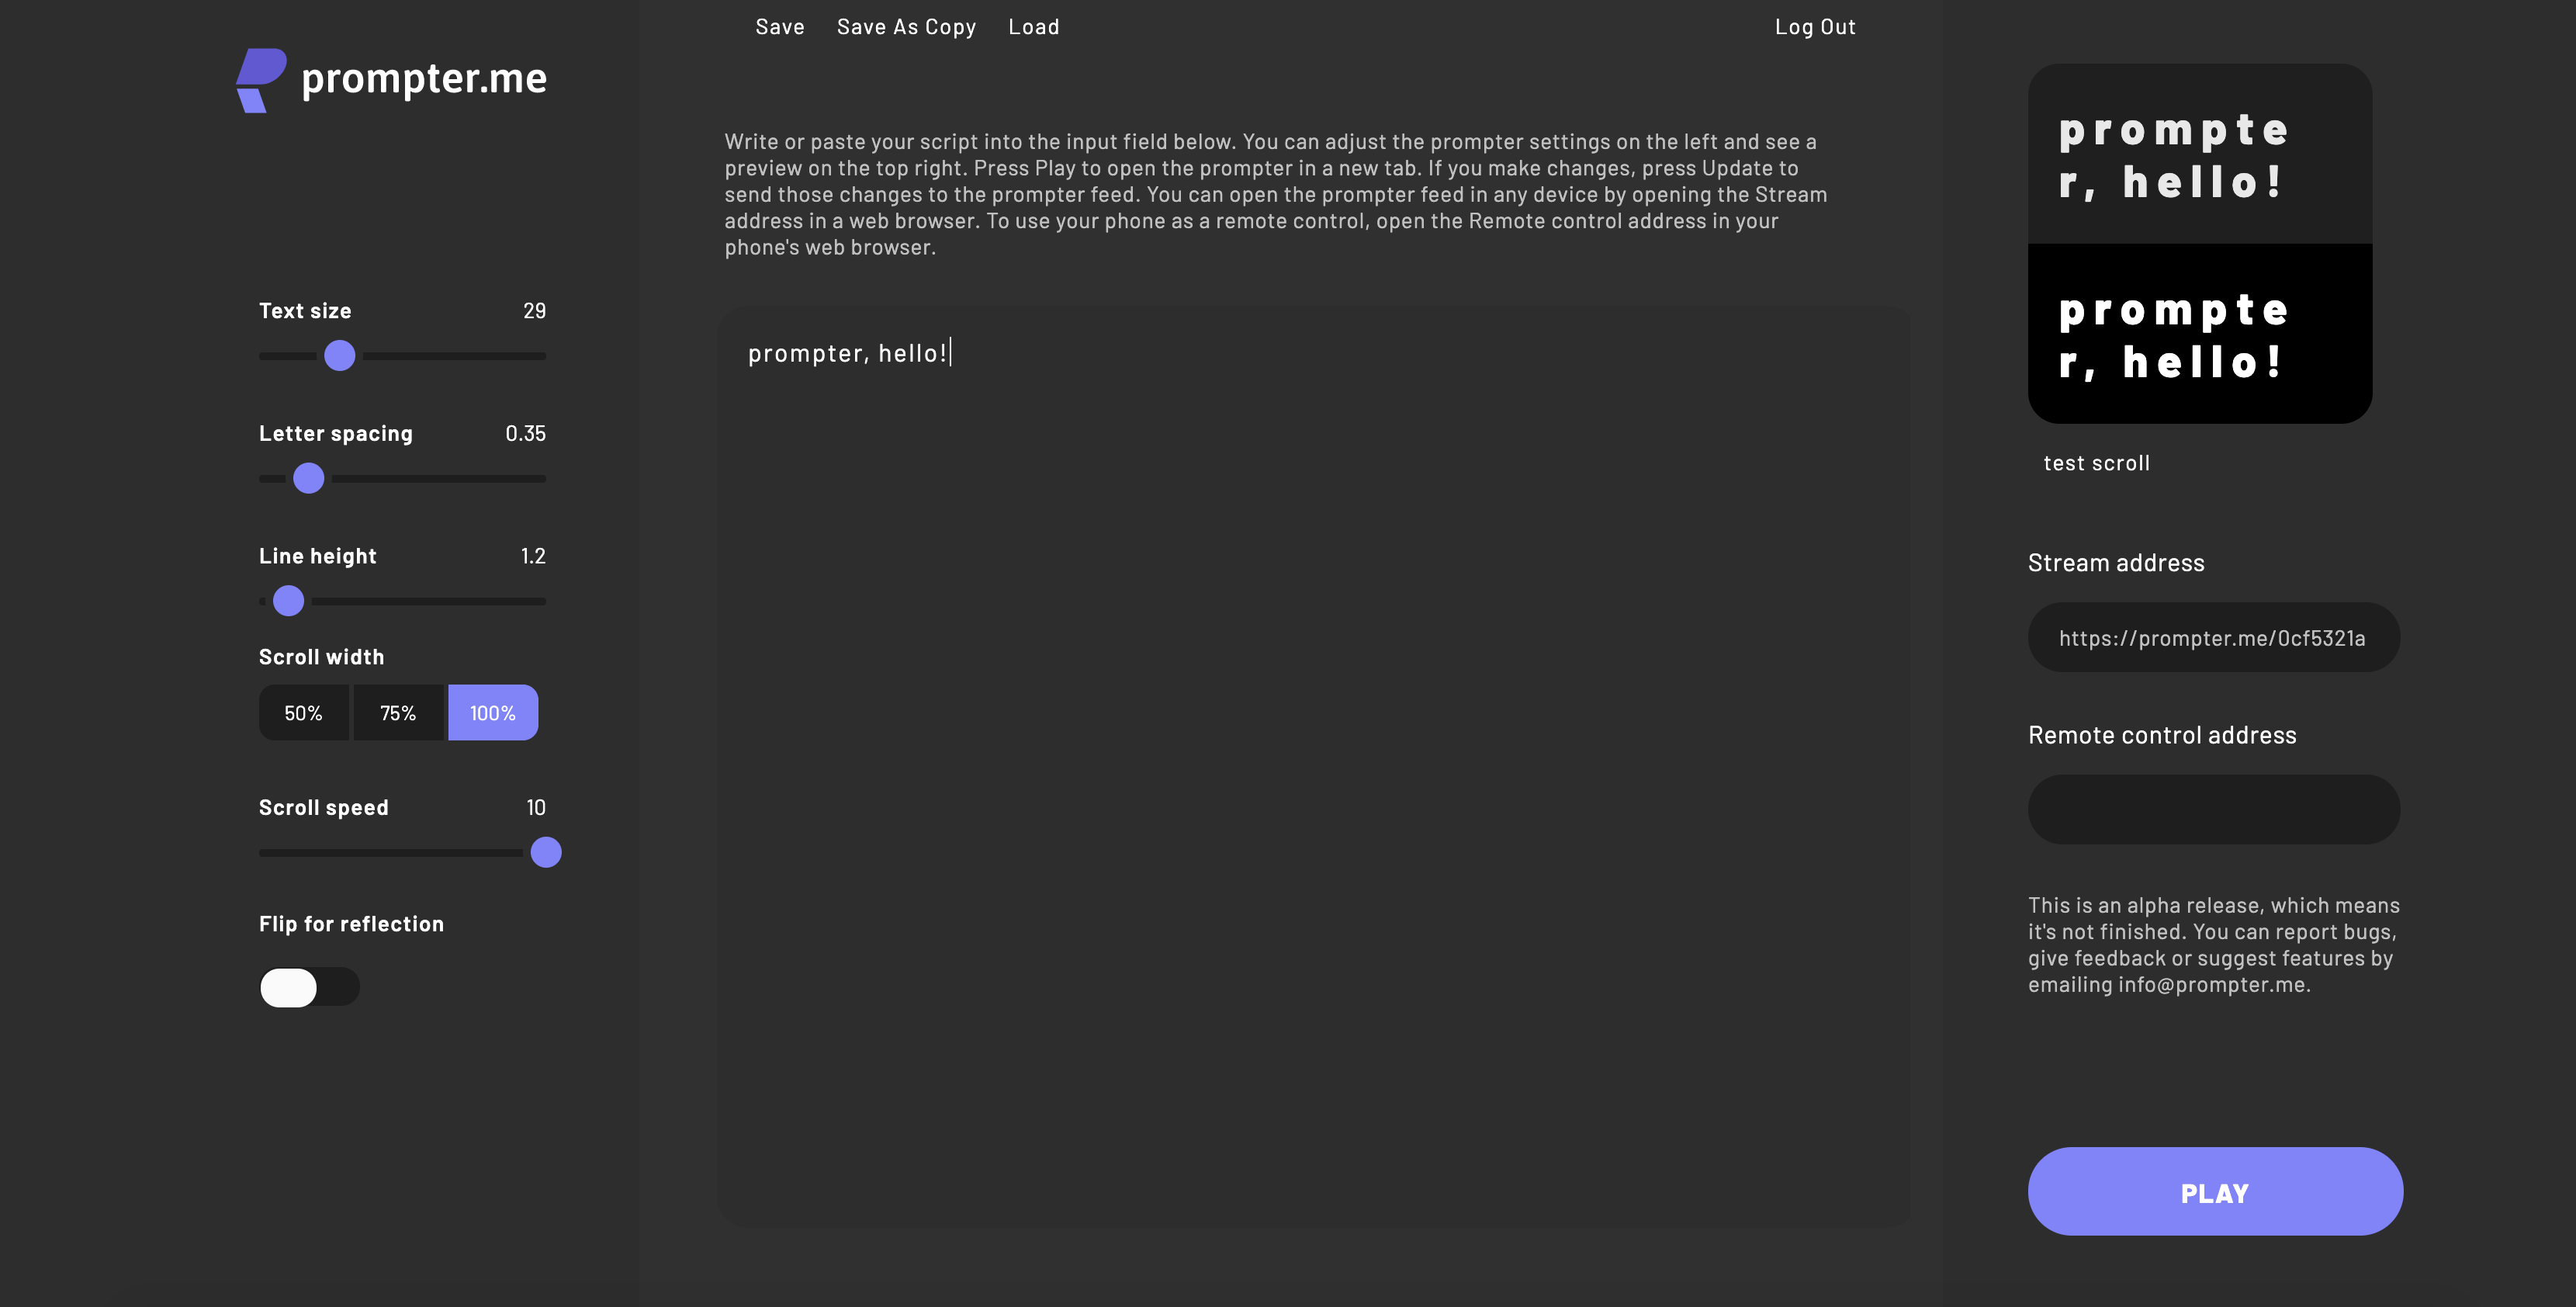 Save Save As Copy Load Log Out
prompter.me
Write or paste your script into the input field below. You can adjust the prompter settings on the left and see a
preview on the top right. Press Play to open the prompter in a new tab. If you make changes, press Update to
send those changes to the prompter feed. You can open the prompter feed in any device by opening the Stream
address in a web browser. To use your phone as a remote control, open the Remote control address in your
phone's web browser.
Text size 29
Letter spacing 0.35
Line height 1.2
Scroll width
50% 75% 100%
Scroll speed 10
Flip for reflection
prompter, hello!
prompte
r, hello!
prompte
r, hello!
test scroll
Stream address
https://prompter.me/0cf5321a
Remote control address
This is an alpha release, which means
it's not finished. You can report bugs,
give feedback or suggest features by
emailing info@prompter.me.
PLAY